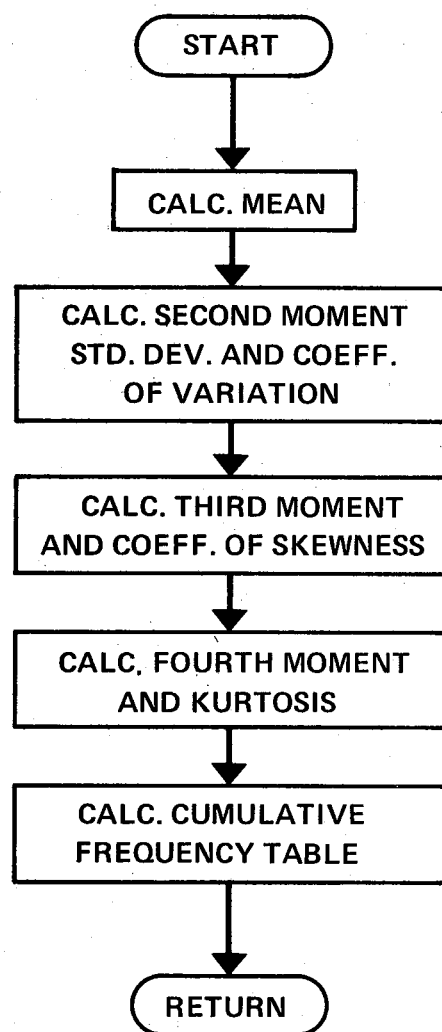 START
CALC. MEAN
CALC. SECOND MOMENT
STD. DEV. AND COEFF.
OF VARIATION
CALC. THIRD MOMENT
AND COEFF. OF SKEWNESS
CALC, FOURTH MOMENT
AND KURTOSIS
CALC. CUMULATIVE
FREQUENCY TABLE
RETURN